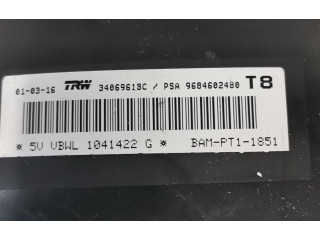 01-03-16 TRW 34069613C / PSA 9684602480 T8
* 5V VBWL 1041422 G * BAM-PT1-1851